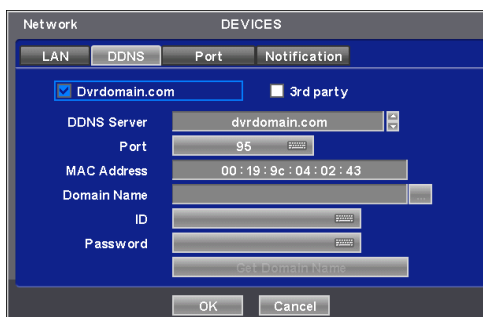 Network DEVICES
LAN DDNS Port Notification
Dvrdomain.com 3rd party
DDNS Server dvrdomain.com
Port 95
MAC Address 00:19:9c:04:02:43
Domain Name ...
ID
Password
Get Domain Name
OK Cancel